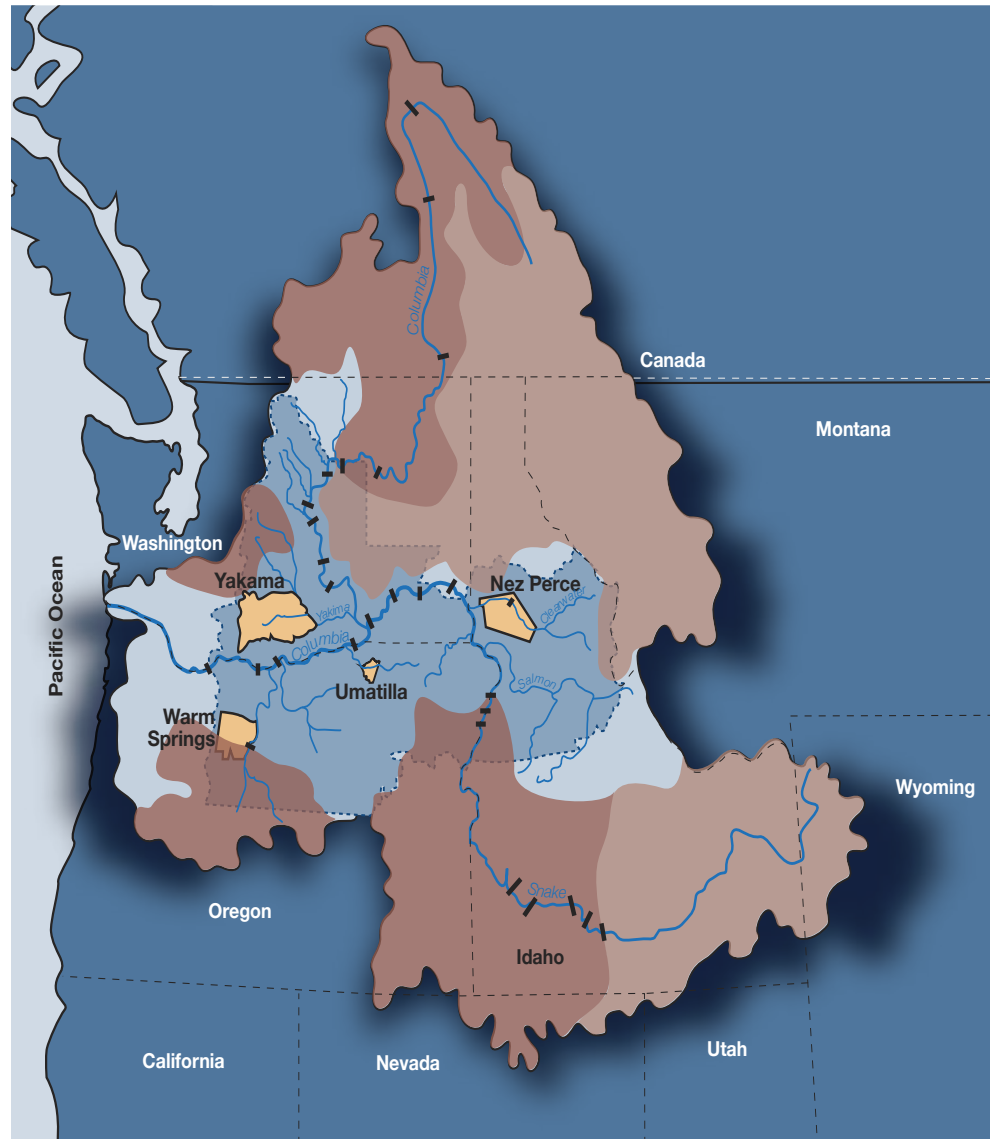 Columbia
Canada
Montana
Washington
Yakama
Nez Perce
Clearwater
Yakima
Columbia
Pacific Ocean
Umatilla
Salmon
Warm
Springs
Wyoming
Snake
Oregon
Idaho
California
Nevada
Utah